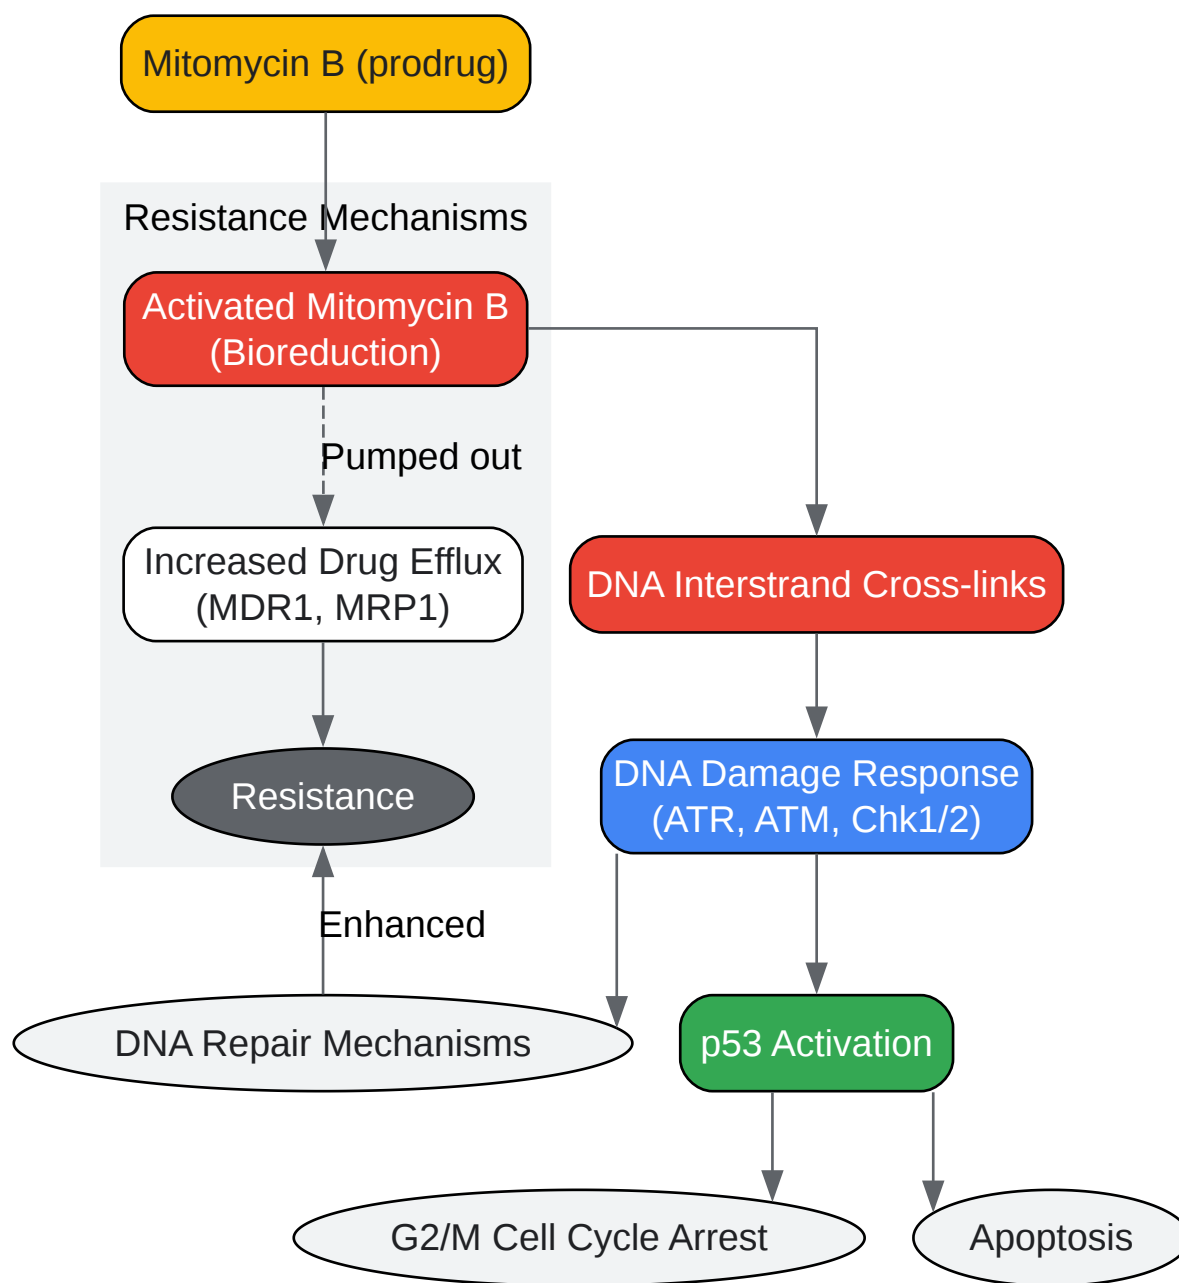 Mitomycin B (prodrug)
Resistance Mechanisms
Activated Mitomycin B
(Bioreduction)
Pumped out
Increased Drug Efflux
(MDR1, MRP1)
DNA Interstrand Cross-links
Resistance
DNA Damage Response
(ATR, ATM, Chk1/2)
Enhanced
DNA Repair Mechanisms
p53 Activation
G2/M Cell Cycle Arrest
Apoptosis